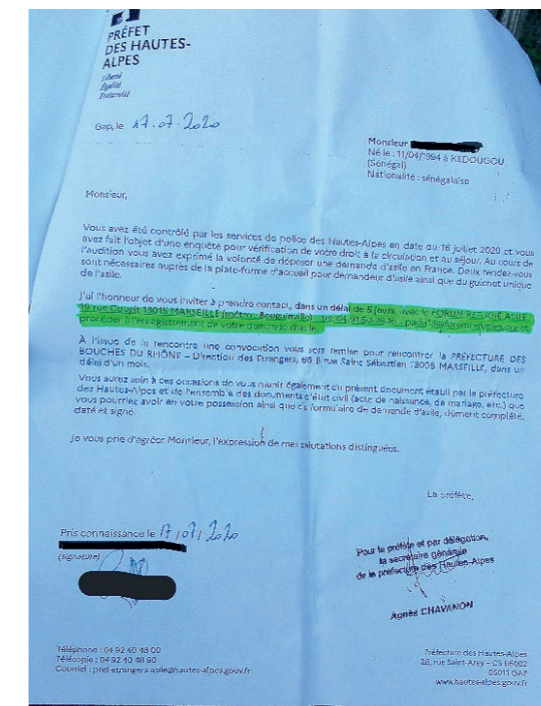 PRÉFET
DES HAUTES-
ALPES
Liberté
Égalité
Fraternité
Gap, le 17.07.2020
Monsieur
Né le : 11/04/1994 à KEDOUGOU
(Sénégal)
Nationalité : sénégalaise
Monsieur,
Vous avez été contrôlé par les services de police des Hautes-Alpes en date du 16 juillet 2020 et vous
avez fait l'objet d'une enquête pour vérification de votre droit à la circulation et au séjour. Au cours de
l'audition vous avez exprimé la volonté de déposer une demande d'asile en France. Deux rendez-vous
sont nécessaires auprès de la plate-forme d'accueil pour demandeur d'asile ainsi que du guichet unique
de l'asile.
J'ai l'honneur de vous inviter à prendre contact, dans un délai de 5 jours, avec le FORUM REFUGIE ASILE
19 rue Cougit 13015 MARSEILLE (métro : Bougainville)
procéder à l'enregistrement de votre demande d'asile.
À l'issue de la rencontre une convocation vous sera remise pour rencontrer la PRÉFECTURE DES
BOUCHES DU RHÔNE – Direction des Etrangers, 66 B rue Saint Sébastien 13006 MARSEILLE, dans un
délai d'un mois.
Vous aurez soin à ces occasions de vous munir également du présent document établi par la préfecture
des Hautes-Alpes et de l'ensemble des documents d'état civil (acte de naissance, de mariage, etc.) que
vous pourriez avoir en votre possession ainsi que du formulaire de demande d'asile, dûment complété,
daté et signé.
Je vous prie d'agréer Monsieur, l'expression de mes salutations distinguées.
La préfète,
Pris connaissance le 17/07/2020
(signature)
Pour la préfète et par délégation,
la secrétaire générale
de la préfecture des Hautes-Alpes
Agnès CHAVANON
Téléphone : 04 92 40 48 00
Télécopie : 04 92 40 48 90
Courriel : pref-etrangers-asile@hautes-alpes.gouv.fr
Préfecture des Hautes-Alpes
28, rue Saint-Arey – CS 66002
05011 GAP
www.hautes-alpes.gouv.fr